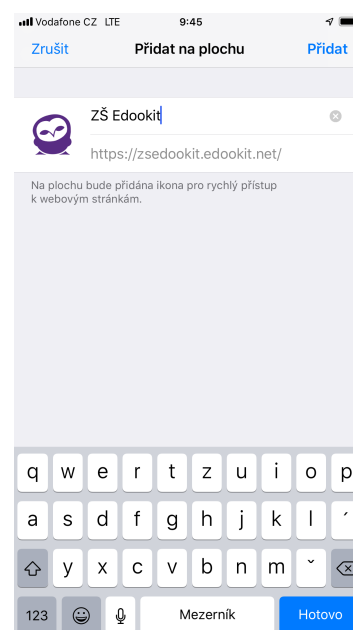 Vodafone CZ LTE 9:45
Zrušit Přidat na plochu Přidat
ZŠ Edookit
https://zsedookit.edookit.net/
Na plochu bude přidána ikona pro rychlý přístup
k webovým stránkám.
q w e r t z u i o p
a s d f g h j k l ´
y x c v b n m ˇ
123 Mezerník Hotovo